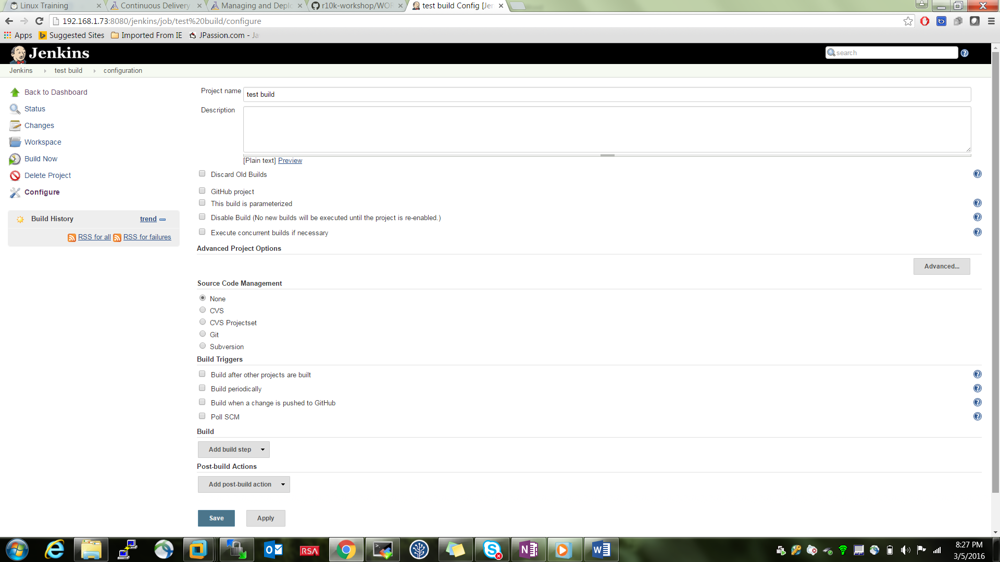 Linux Training
Continuous Delivery
Managing and Deplo
r10k-workshop/WOR
test build Config [Jen
192.168.1.73:8080/jenkins/job/test%20build/configure
Apps
Suggested Sites
Imported From IE
JPassion.com - Ja
Jenkins
search
Jenkins
test build
configuration
Back to Dashboard
Status
Changes
Workspace
Build Now
Delete Project
Configure
Build History
trend
RSS for all
RSS for failures
Project name
test build
Description
[Plain text] Preview
Discard Old Builds
GitHub project
This build is parameterized
Disable Build (No new builds will be executed until the project is re-enabled.)
Execute concurrent builds if necessary
Advanced Project Options
Advanced...
Source Code Management
None
CVS
CVS Projectset
Git
Subversion
Build Triggers
Build after other projects are built
Build periodically
Build when a change is pushed to GitHub
Poll SCM
Build
Add build step
Post-build Actions
Add post-build action
Save
Apply
RSA
8:27 PM
3/5/2016